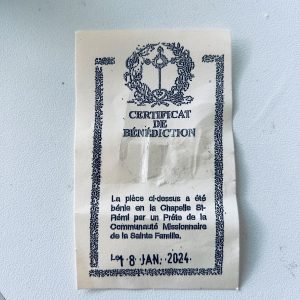 CERTIFICAT
DE
BÉNÉDICTION
La pièce ci-dessus a été
bénie en la Chapelle St-
Rémi par un Prête de la
Communauté Missionnaire
de la Sainte Famille.
Le 18 JAN. 2024